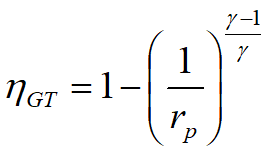 η_GT = 1 − (1 / r_p)^((γ−1)/γ)